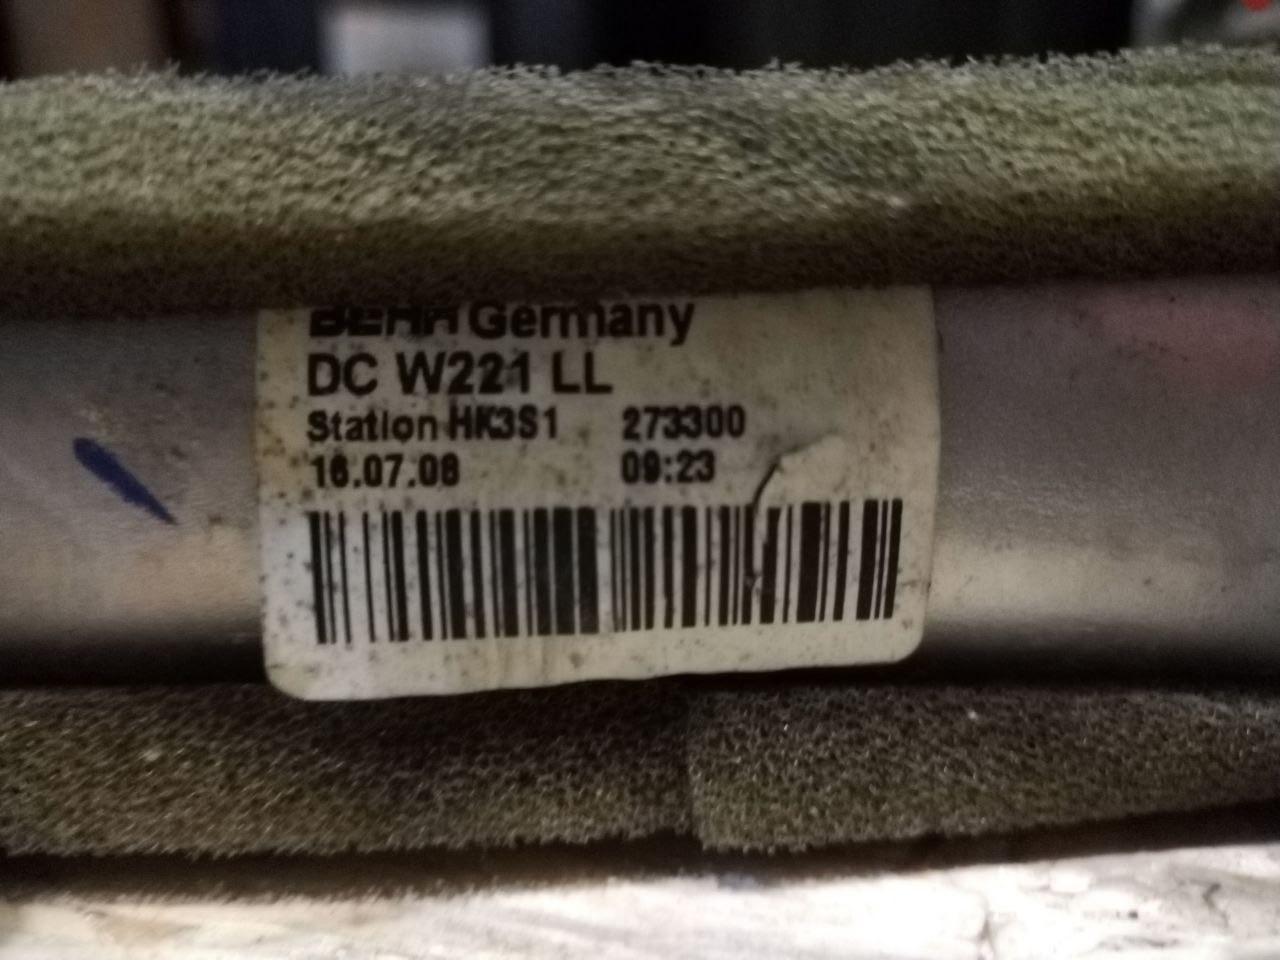 BEHR Germany
DC W221 LL
Station HK3S1 273300
16.07.08 09:23